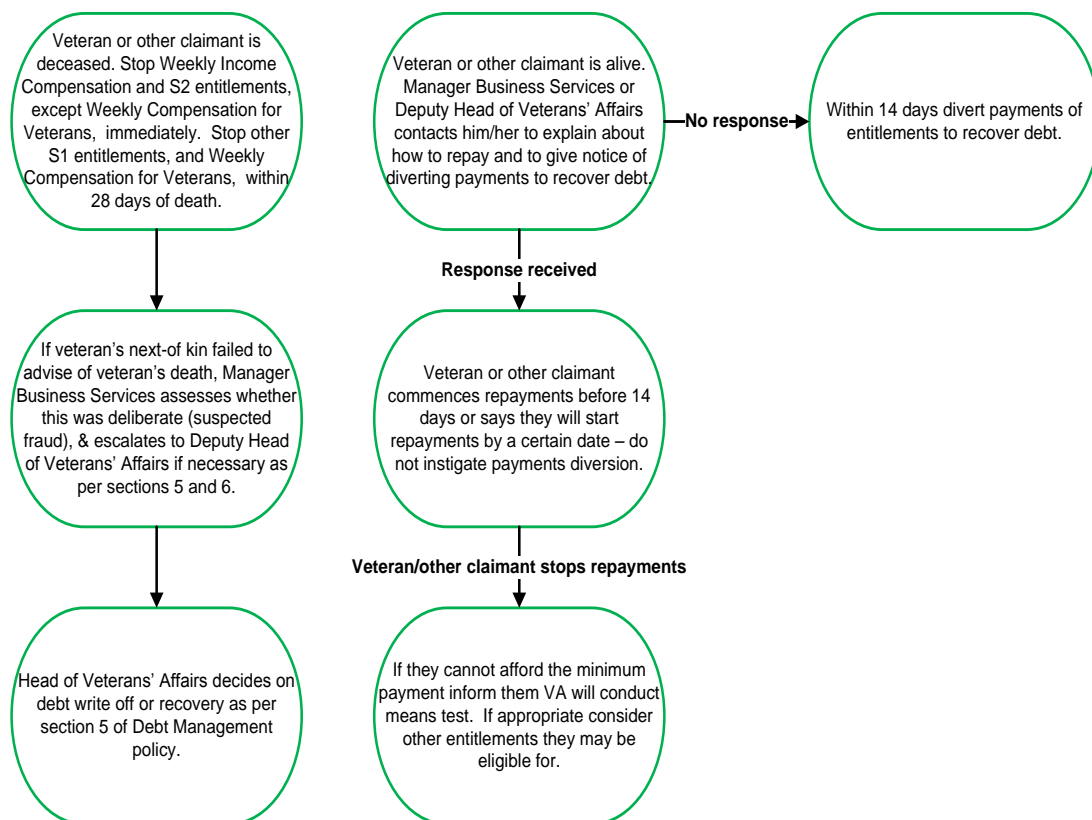 Veteran or other claimant is
deceased. Stop Weekly Income
Compensation and S2 entitlements,
except Weekly Compensation for
Veterans, immediately. Stop other
S1 entitlements, and Weekly
Compensation for Veterans, within
28 days of death.
Veteran or other claimant is alive.
Manager Business Services or
Deputy Head of Veterans' Affairs
contacts him/her to explain about
how to repay and to give notice of
diverting payments to recover debt.
No response
Within 14 days divert payments of
entitlements to recover debt.
Response received
If veteran's next-of kin failed to
advise of veteran's death, Manager
Business Services assesses whether
this was deliberate (suspected
fraud), & escalates to Deputy Head
of Veterans' Affairs if necessary as
per sections 5 and 6.
Veteran or other claimant
commences repayments before 14
days or says they will start
repayments by a certain date – do
not instigate payments diversion.
Veteran/other claimant stops repayments
Head of Veterans' Affairs decides on
debt write off or recovery as per
section 5 of Debt Management
policy.
If they cannot afford the minimum
payment inform them VA will conduct
means test. If appropriate consider
other entitlements they may be
eligible for.